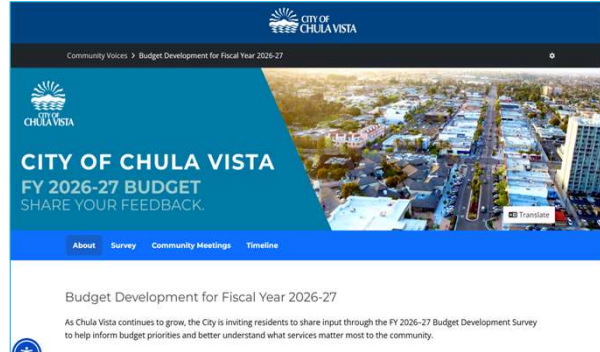 CITY OF
CHULA VISTA
Community Voices > Budget Development for Fiscal Year 2026-27
CITY OF
CHULA VISTA
CITY OF CHULA VISTA
FY 2026-27 BUDGET
SHARE YOUR FEEDBACK.
Translate
About Survey Community Meetings Timeline
Budget Development for Fiscal Year 2026-27
As Chula Vista continues to grow, the City is inviting residents to share input through the FY 2026–27 Budget Development Survey
to help inform budget priorities and better understand what services matter most to the community.